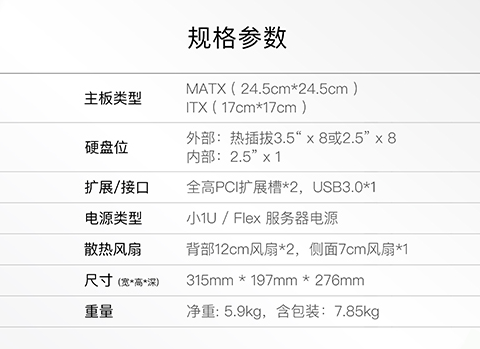 规格参数
主板类型
MATX（24.5cm*24.5cm）
ITX（17cm*17cm）
硬盘位
外部：热插拔3.5“ x 8或2.5” x 8
内部：2.5” x 1
扩展/接口
全高PCI扩展槽*2，USB3.0*1
电源类型
小1U / Flex 服务器电源
散热风扇
背部12cm风扇*2，侧面7cm风扇*1
尺寸 (宽*高*深)
315mm * 197mm * 276mm
重量
净重: 5.9kg，含包装：7.85kg